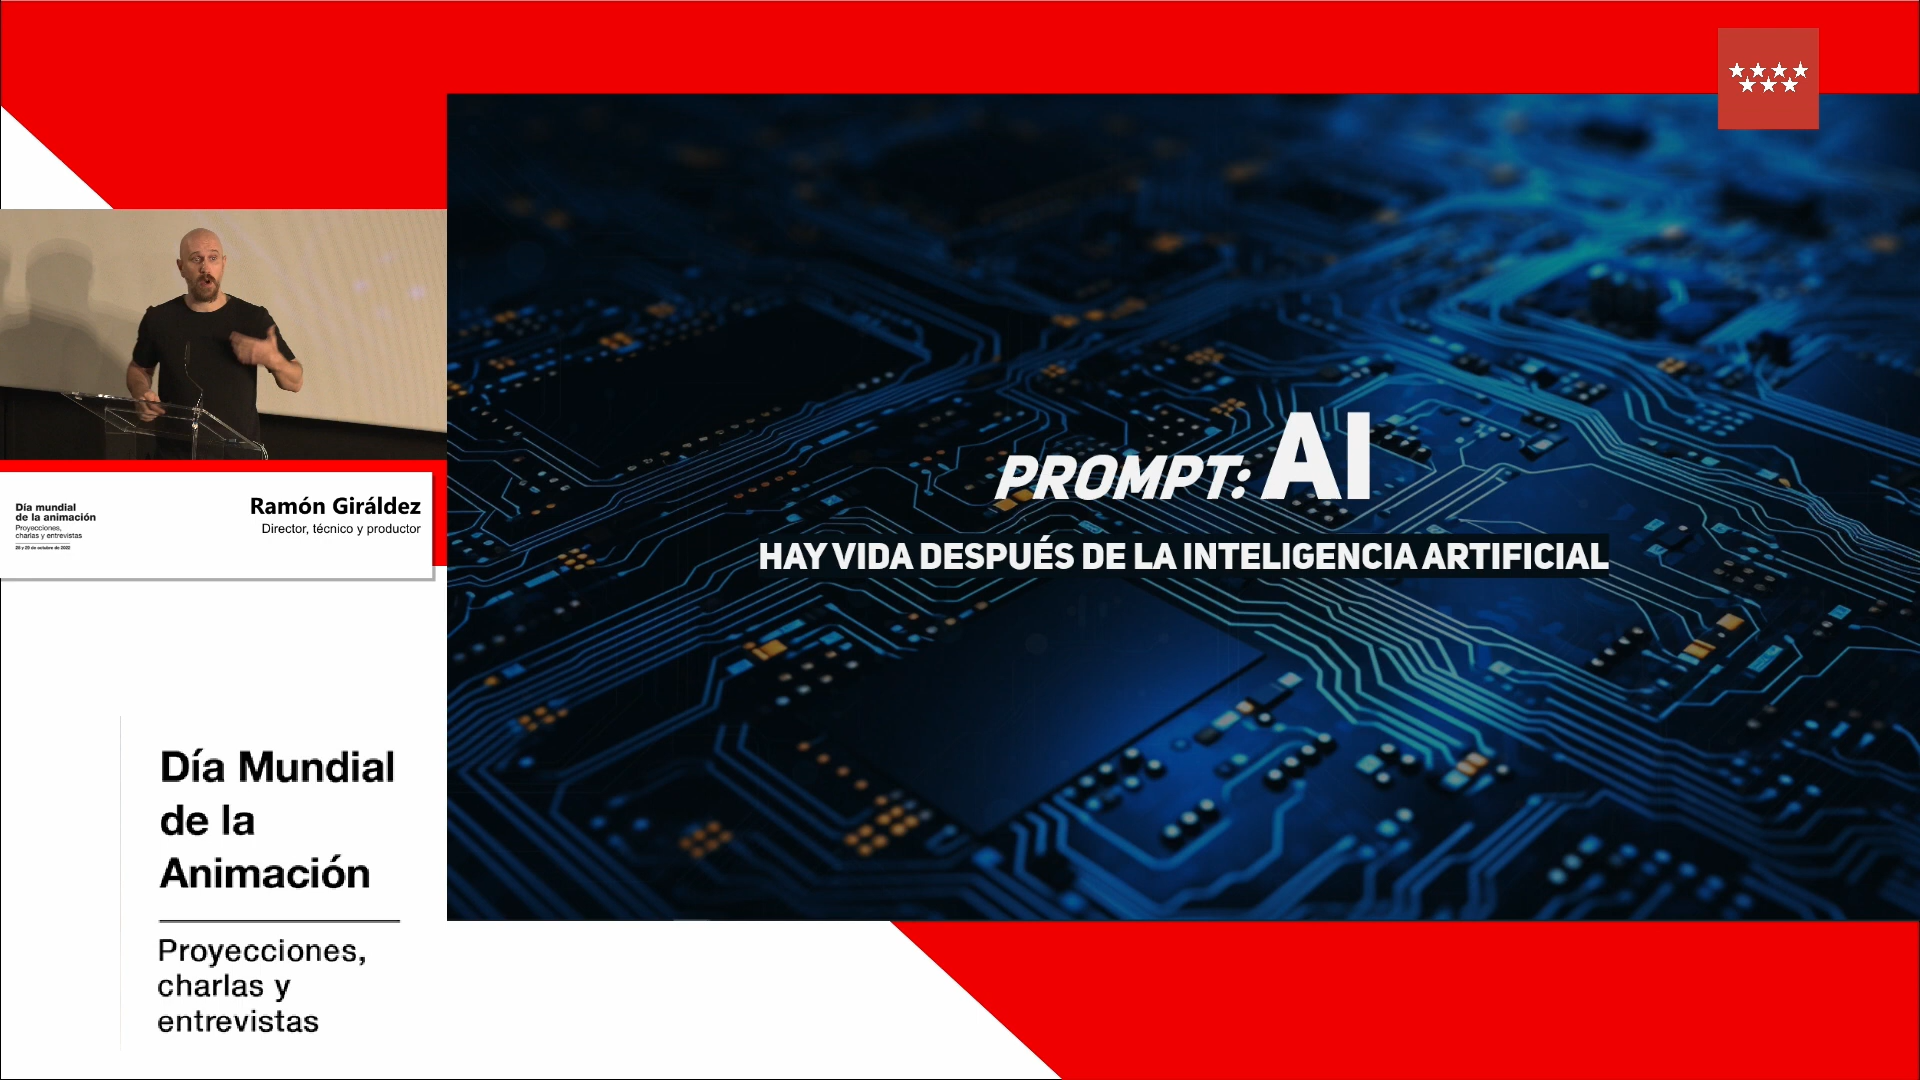 PROMPT: AI
HAY VIDA DESPUÉS DE LA INTELIGENCIA ARTIFICIAL
Día mundial
de la animación
Proyecciones,
charlas y entrevistas
Ramón Giráldez
Director, técnico y productor
Día Mundial
de la
Animación
Proyecciones,
charlas y
entrevistas